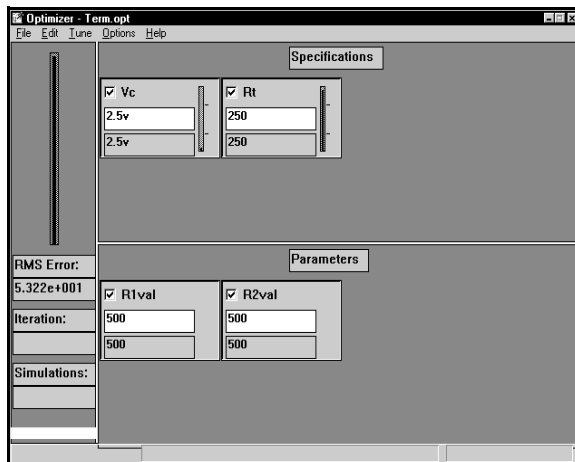 Optimizer - Term.opt
File Edit Tune Options Help
Specifications
Vc
2.5v
2.5v
Rt
250
250
RMS Error:
5.322e+001
Iteration:
Simulations:
Parameters
R1val
500
500
R2val
500
500